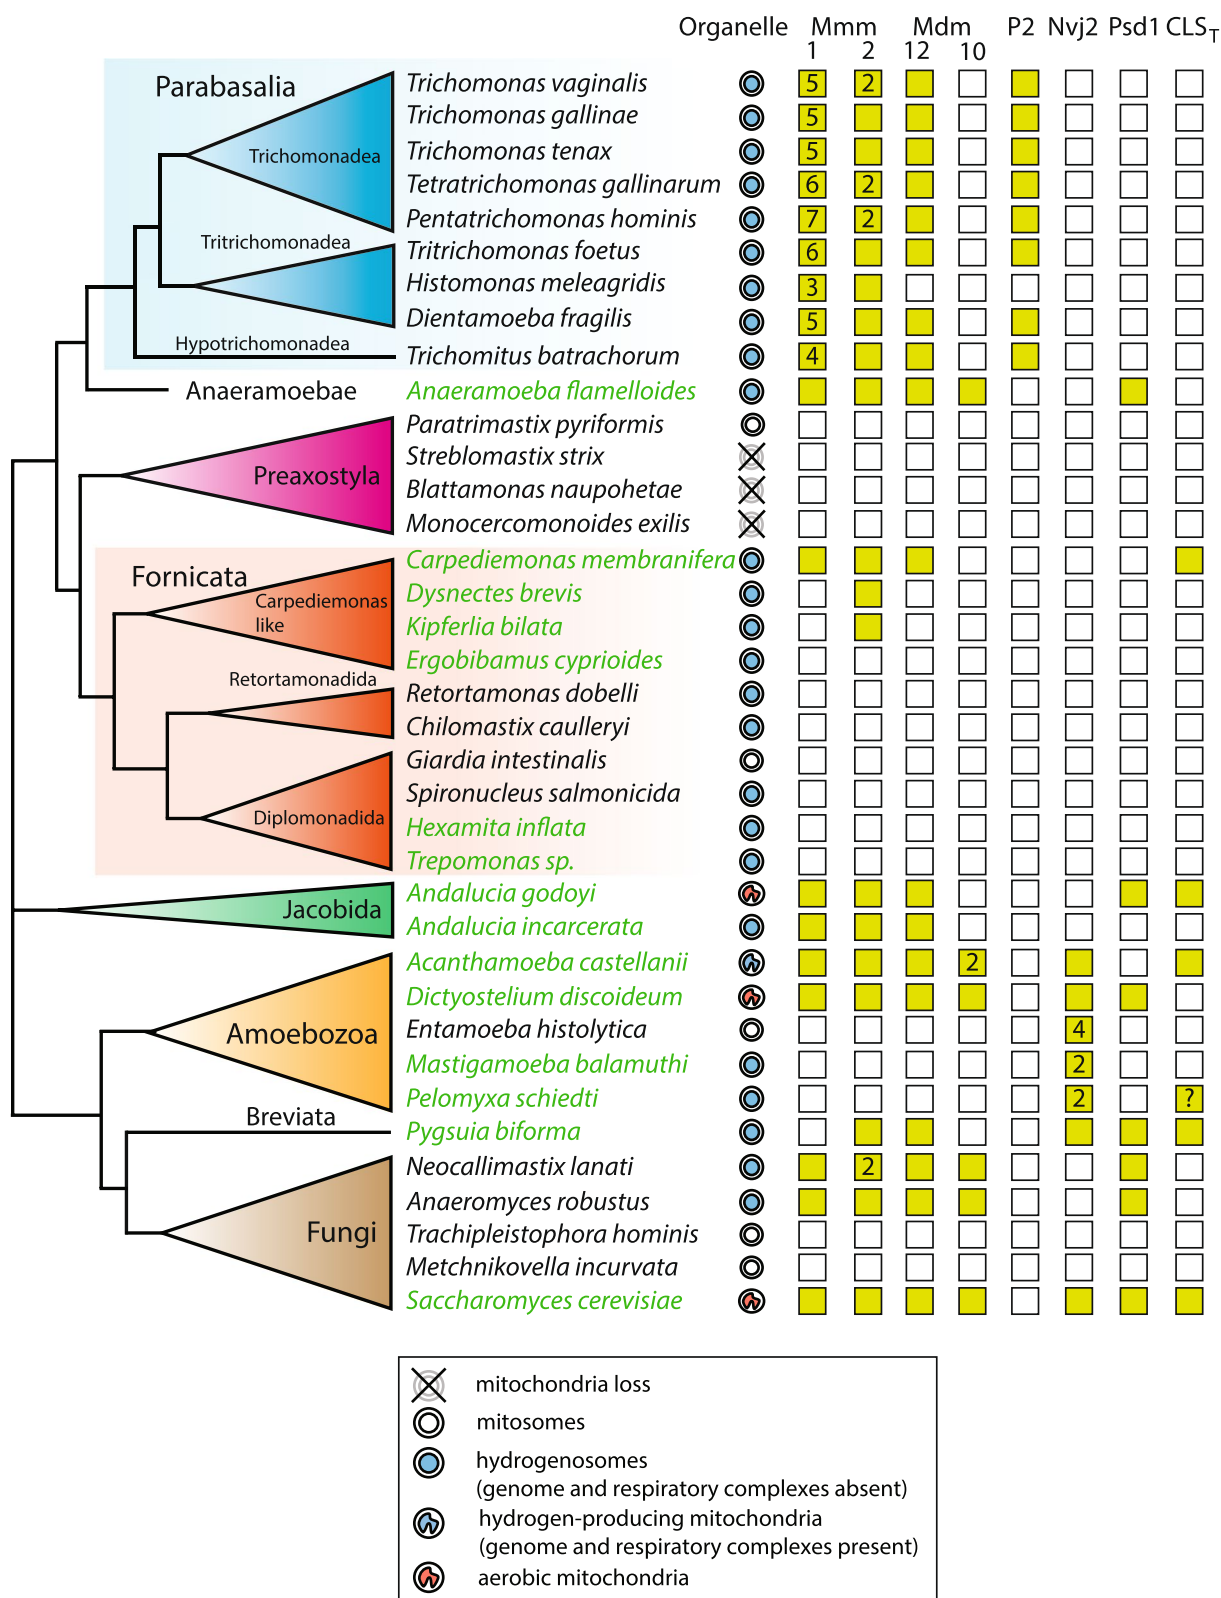 Organelle Mmm Mdm P2 Nvj2 Psd1 CLST
1 2 12 10
Parabasalia
Trichomonas vaginalis 5 2
Trichomonas gallinae 5
Trichomonadea
Trichomonas tenax 5
Tetratrichomonas gallinarum 6 2
Pentatrichomonas hominis 7 2
Tritrichomonadea
Tritrichomonas foetus 6
Histomonas meleagridis 3
Dientamoeba fragilis 5
Hypotrichomonadea
Trichomitus batrachorum 4
Anaeramoebae Anaeramoeba flamelloides
Paratrimastix pyriformis
Streblomastix strix
Preaxostyla
Blattamonas naupohetae
Monocercomonoides exilis
Carpediemonas membranifera
Fornicata
Dysnectes brevis
Carpediemonas
like
Kipferlia bilata
Ergobibamus cyprioides
Retortamonadida
Retortamonas dobelli
Chilomastix caulleryi
Giardia intestinalis
Spironucleus salmonicida
Diplomonadida
Hexamita inflata
Trepomonas sp.
Andalucia godoyi
Jacobida
Andalucia incarcerata
Acanthamoeba castellanii 2
Dictyostelium discoideum
Amoebozoa
Entamoeba histolytica 4
Mastigamoeba balamuthi 2
Pelomyxa schiedti 2 ?
Breviata
Pygsuia biforma
Neocallimastix lanati 2
Anaeromyces robustus
Fungi
Trachipleistophora hominis
Metchnikovella incurvata
Saccharomyces cerevisiae
mitochondria loss
mitosomes
hydrogenosomes
(genome and respiratory complexes absent)
hydrogen-producing mitochondria
(genome and respiratory complexes present)
aerobic mitochondria